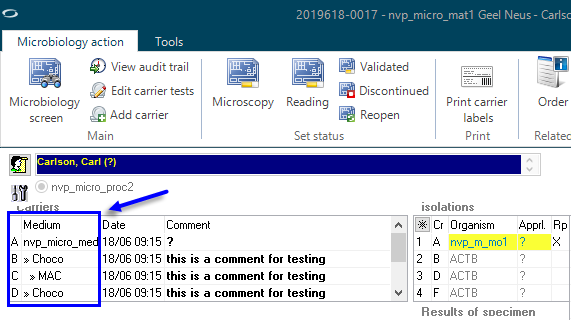 2019618-0017 - nvp_micro_mat1 Geel Neus - Carlso
Microbiology action Tools
Microbiology screen
View audit trail
Edit carrier tests
Add carrier
Main
Microscopy
Reading
Validated
Discontinued
Reopen
Set status
Print carrier labels
Print
Order
Related
Carlson, Carl (?)
nvp_micro_proc2
Carriers
Medium Date Comment
A nvp_micro_med 18/06 09:15 ?
B » Choco 18/06 09:15 this is a comment for testing
C » MAC 18/06 09:15 this is a comment for testing
D » Choco 18/06 09:15 this is a comment for testing
isolations
Cr Organism Apprl. Rp
1 A nvp_m_mo1 ? X
2 B ACTB ?
3 D ACTB ?
4 F ACTB ?
Results of specimen